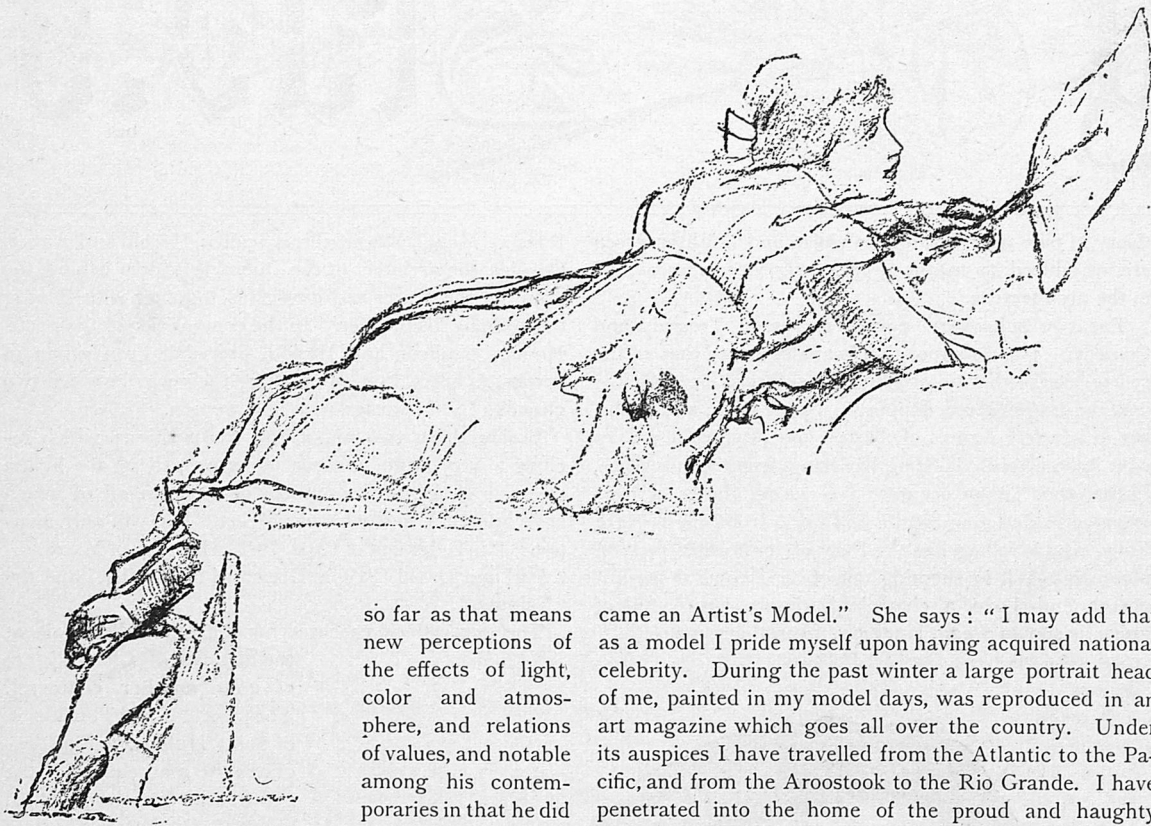 so far as that means
new perceptions of
the effects of light,
color and atmos-
phere, and relations
of values, and notable
among his contem-
poraries in that he did
came an Artist's Model." She says : " I may add tha
as a model I pride myself upon having acquired nationa
celebrity. During the past winter a large portrait head
of me, painted in my model days, was reproduced in an
art magazine which goes all over the country. Under
its auspices I have travelled from the Atlantic to the Pa-
cific, and from the Aroostook to the Rio Grande. I have
penetrated into the home of the proud and haughty